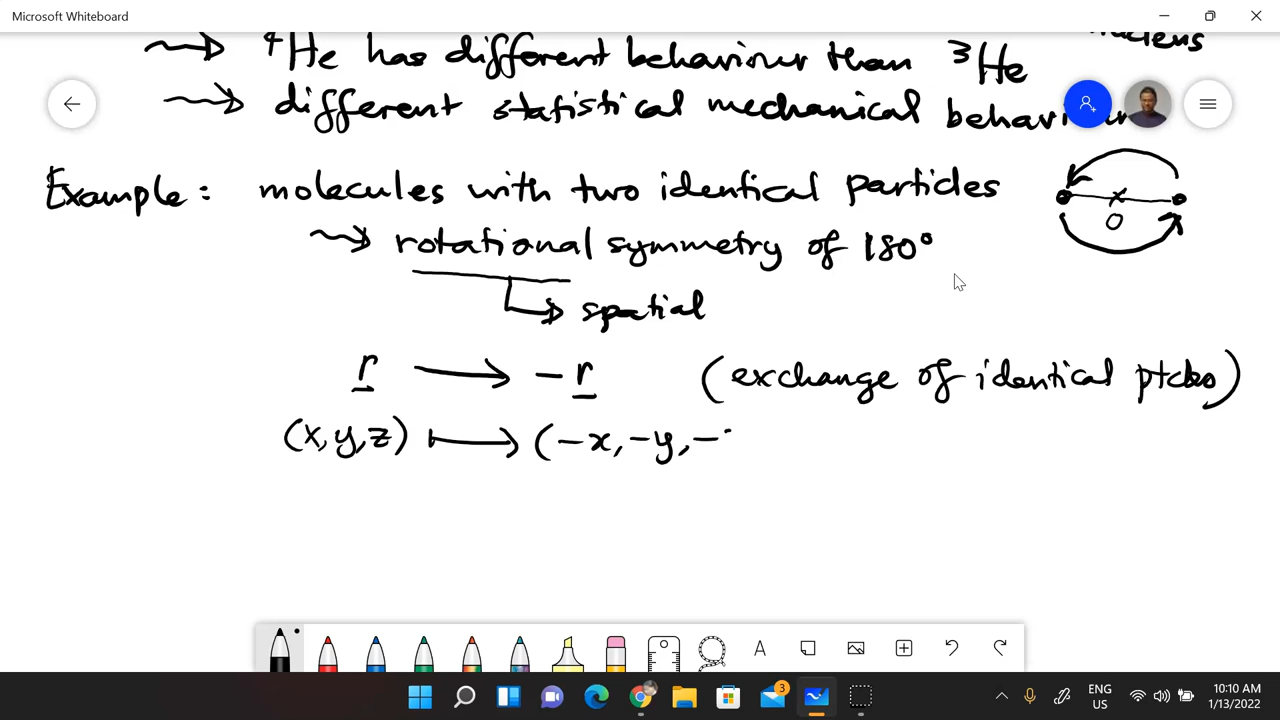 Microsoft Whiteboard
nucleus
⇝ ⁴He has different behaviour than ³He
⇝ different statistical mechanical behaviour
Example: molecules with two identical particles
O
⇝ rotational symmetry of 180°
↳ spatial
r → −r (exchange of identical ptcls)
(x,y,z) ↦ (−x,−y,−
A
3
ENG
US
10:10 AM
1/13/2022